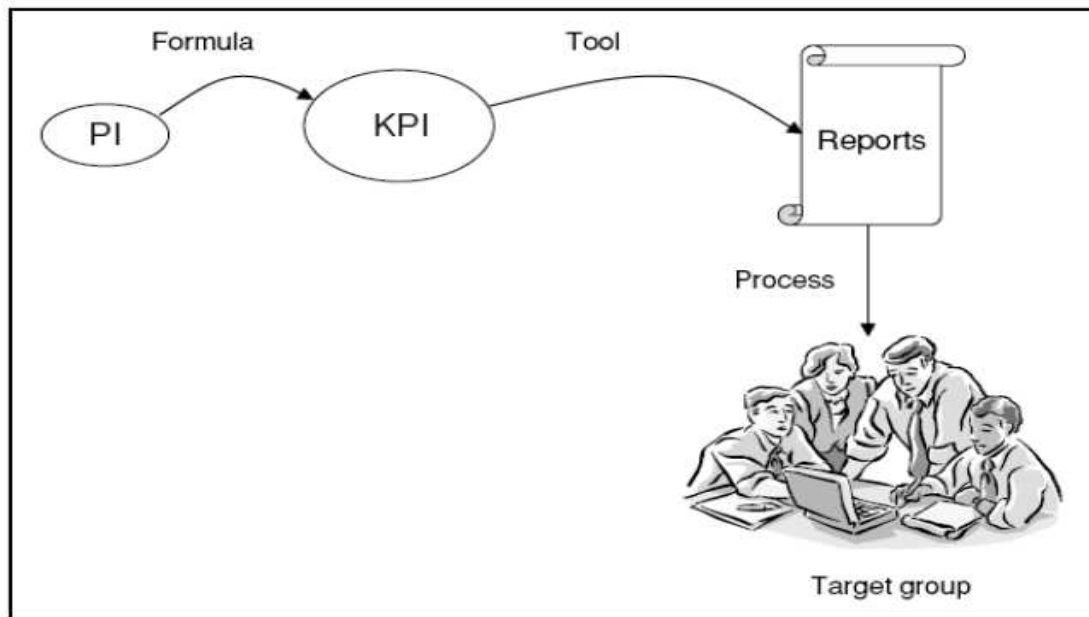 Formula
Tool
PI
KPI
Reports
Process
Target group